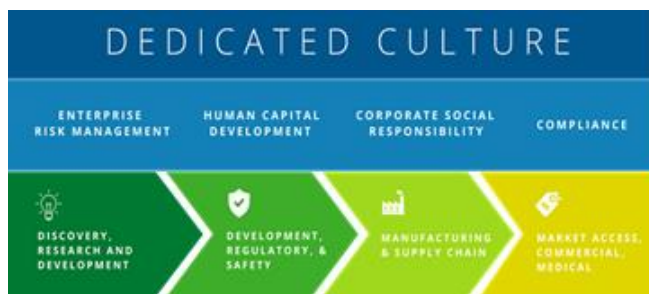 DEDICATED CULTURE
ENTERPRISE
RISK MANAGEMENT
HUMAN CAPITAL
DEVELOPMENT
CORPORATE SOCIAL
RESPONSIBILITY
COMPLIANCE
DISCOVERY,
RESEARCH AND
DEVELOPMENT
DEVELOPMENT,
REGULATORY, &
SAFETY
MANUFACTURING
& SUPPLY CHAIN
MARKET ACCESS,
COMMERCIAL,
MEDICAL